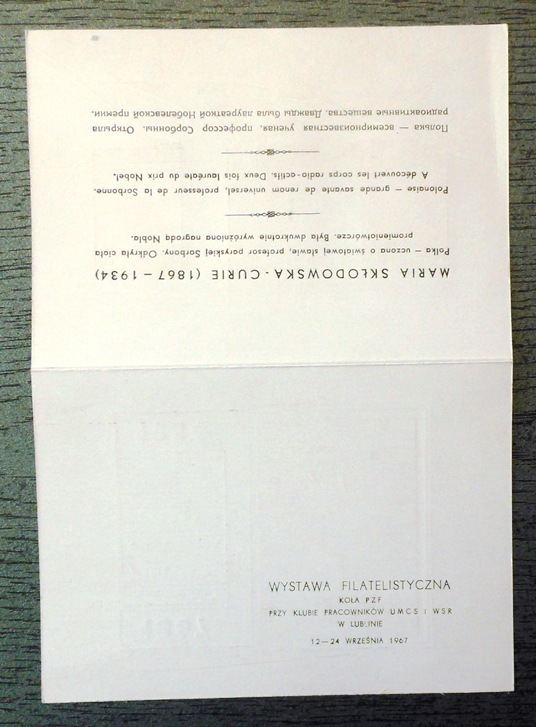 MARIA SKŁODOWSKA - CURIE (1867 – 1934)
Polka – uczona o światowej sławie, profesor paryskiej Sorbony. Odkryła ciała
promieniotwórcze. Była dwukrotnie wyróżniona nagrodą Nobla.
Polonaise – grande savante de renom universel, professeur de la Sorbonne.
A découvert les corps radio-actifs. Deux fois lauréate du prix Nobel.
Полька — всемирноизвестная ученая, профессор Сорбонны. Открыла
радиоактивные вещества. Дважды была лауреаткой Нобелевской премии.
WYSTAWA FILATELISTYCZNA
KOŁA PZF
PRZY KLUBIE PRACOWNIKÓW UMCS i WSR
W LUBLINIE
12—24 WRZEŚNIA 1967